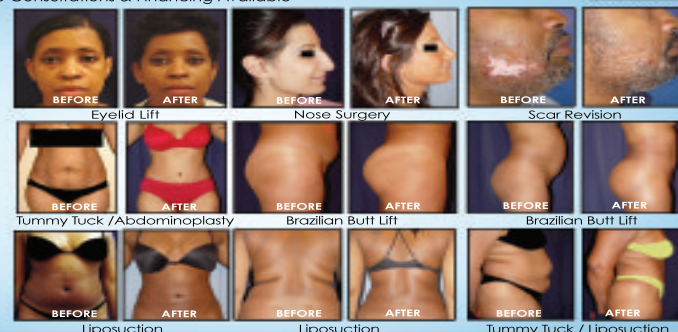 Consultations & Financing Available
BEFORE AFTER BEFORE AFTER BEFORE AFTER
Eyelid Lift Nose Surgery Scar Revision
BEFORE AFTER BEFORE AFTER BEFORE AFTER
Tummy Tuck /Abdominoplasty Brazilian Butt Lift Brazilian Butt Lift
BEFORE AFTER BEFORE AFTER BEFORE AFTER
Liposuction Liposuction Tummy Tuck / Liposuction